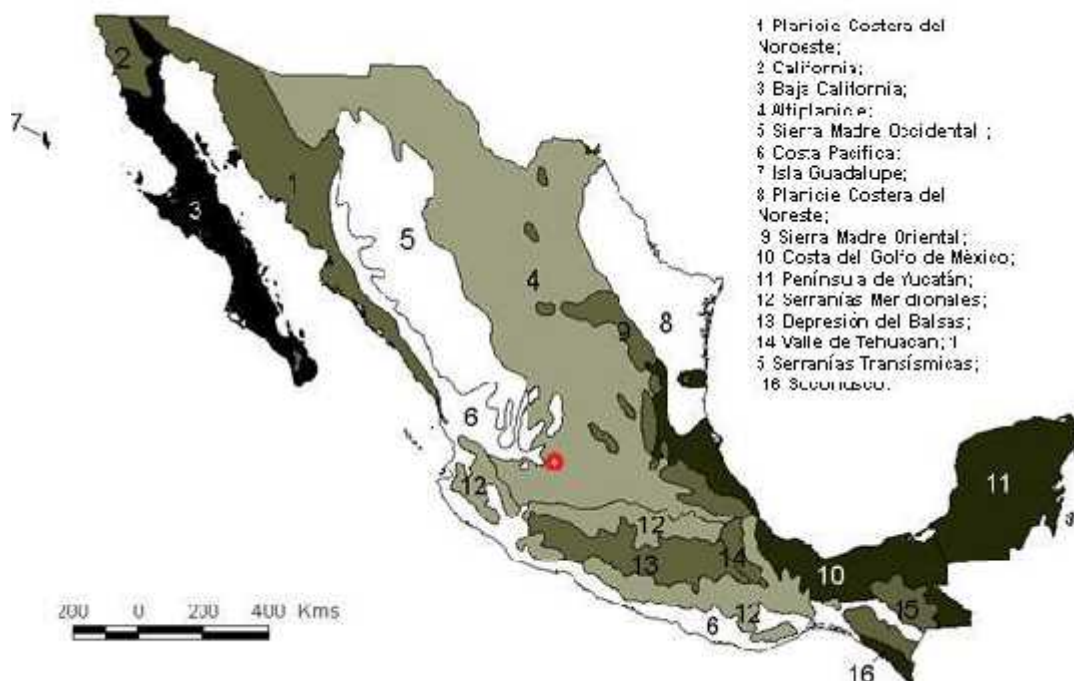 1 Planicie Costera del
Noroeste;
2 California;
3 Baja California;
4 Altiplanicie;
5 Sierra Madre Occidental ;
6 Costa Pacifica;
7 Isla Guadalupe;
8 Planicie Costera del
Noreste;
9 Sierra Madre Oriental;
10 Costa del Golfo de México;
11 Península de Yucatán;
12 Serranías Meridionales;
13 Depresión del Balsas;
14 Valle de Tehuacan; 1
5 Serranías Transísmicas;
16 Soconusco.
2
7
1
3
5
4
9
8
6
12
11
12
14
13
10
12
15
6
16
200 0 200 400 Kms